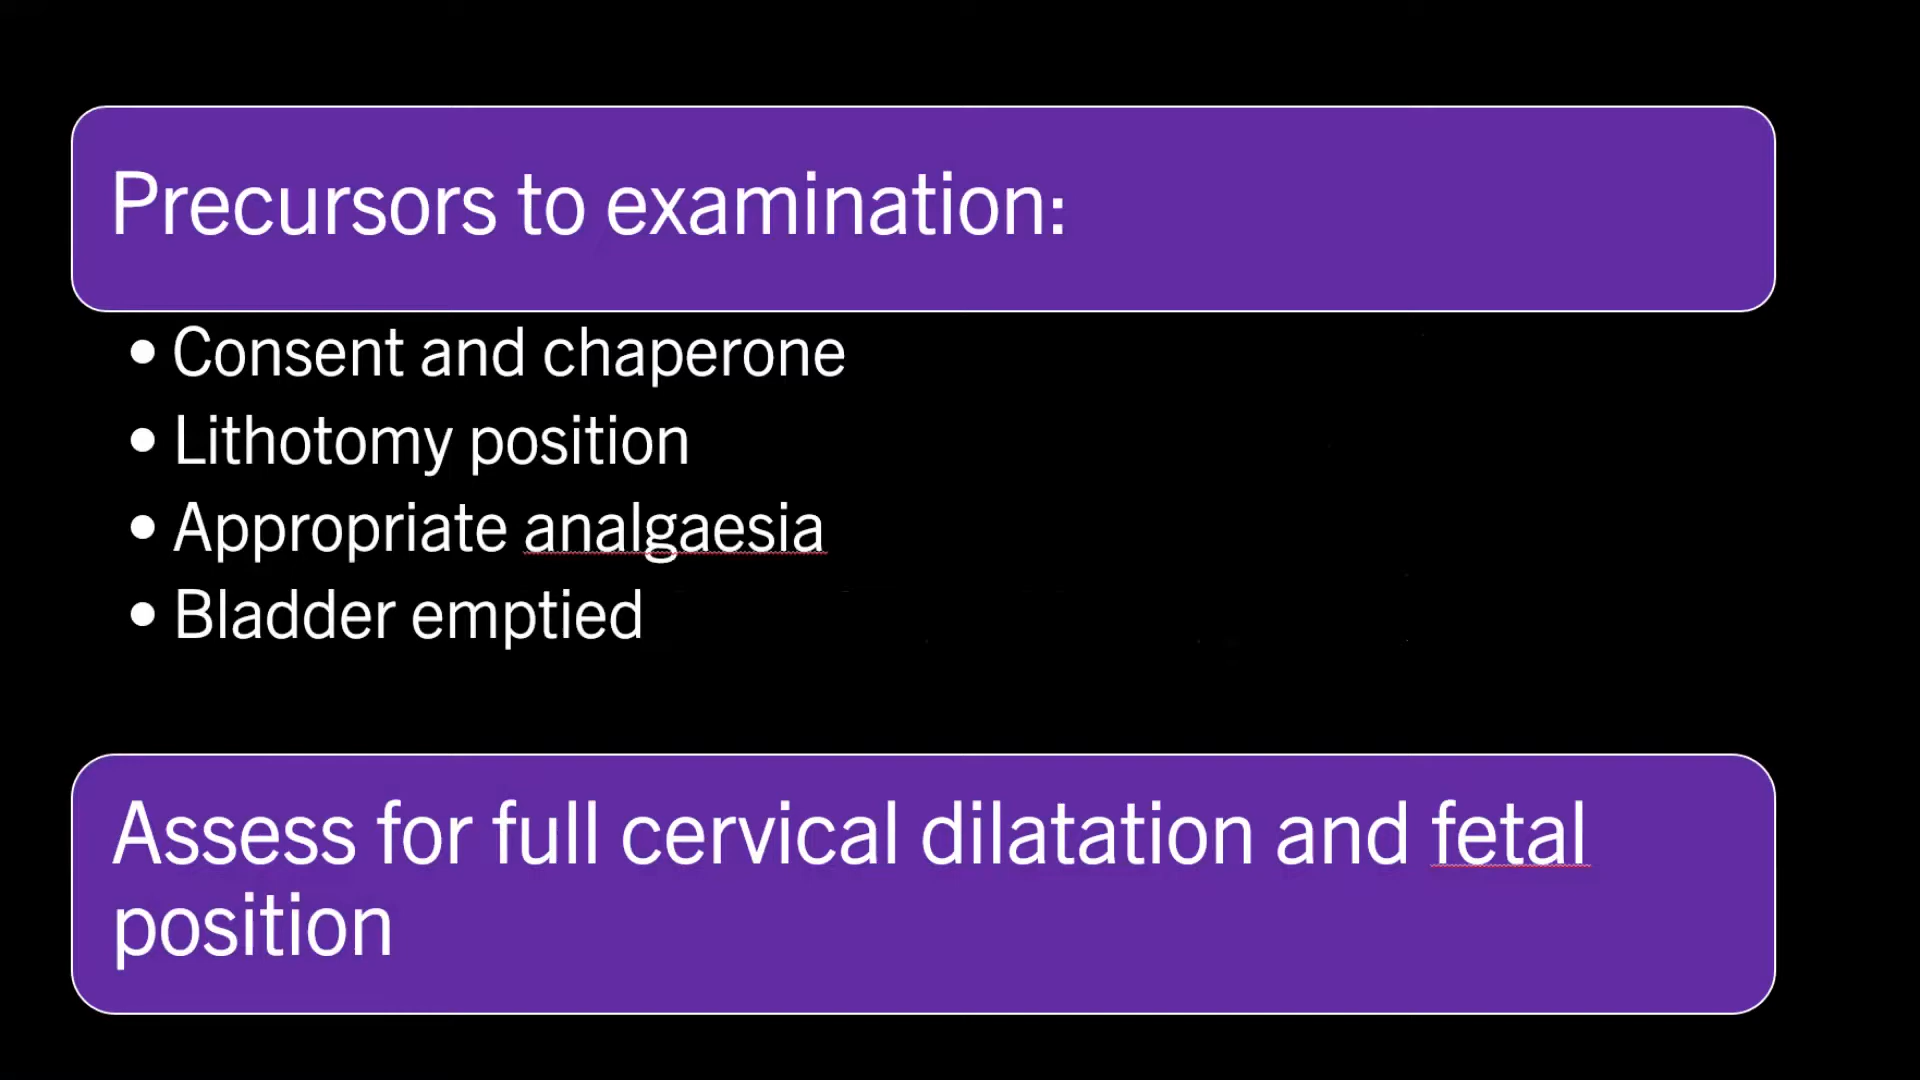 Precursors to examination:
• Consent and chaperone
• Lithotomy position
• Appropriate analgaesia
• Bladder emptied
Assess for full cervical dilatation and fetal
position